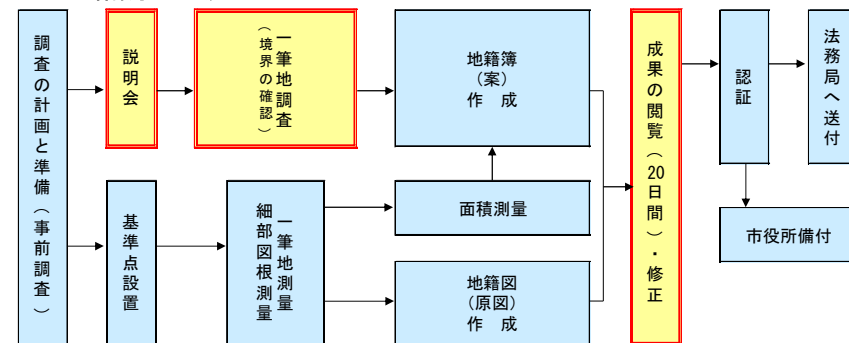 調査の計画と準備(事前調査)
説明会
一筆地調査
(境界の確認)
地籍簿
(案)
作　成
成果の閲覧(20日間)・修正
認証
法務局へ送付
基準点設置
一筆地測量
細部図根測量
面積測量
地籍図
(原図)
作　成
市役所備付